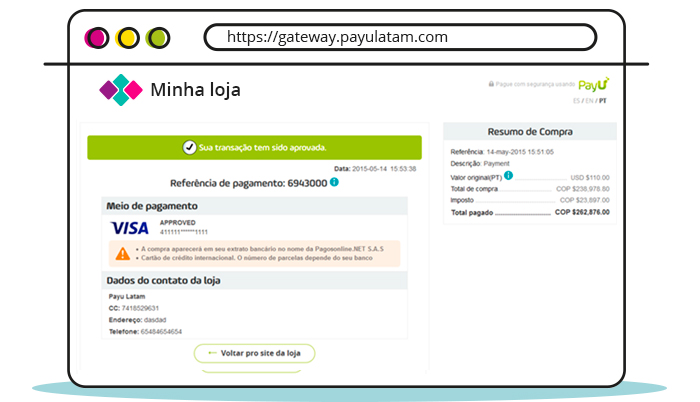 https://gateway.payulatam.com
Minha loja
Pague com segurança usando PayU
ES / EN / PT
Sua transação tem sido aprovada.
Data: 2015-05-14 15:53:38
Referência de pagamento: 6943000
Meio de pagamento
VISA
APPROVED
411111******1111
• A compra aparecerá em seu extrato bancário no nome da Pagosonline.NET S.A.S
• Cartão de crédito internacional. O número de parcelas depende do seu banco
Dados do contato da loja
Payu Latam
CC: 7418529631
Endereço: dasdad
Telefone: 65484654654
Voltar pro site da loja
Resumo de Compra
Referência: 14-may-2015 15:51:05
Descrição: Payment
Valor original(PT) USD $110.00
Total de compra COP $238,978.80
Imposto COP $23,897.00
Total pagado COP $262,876.00